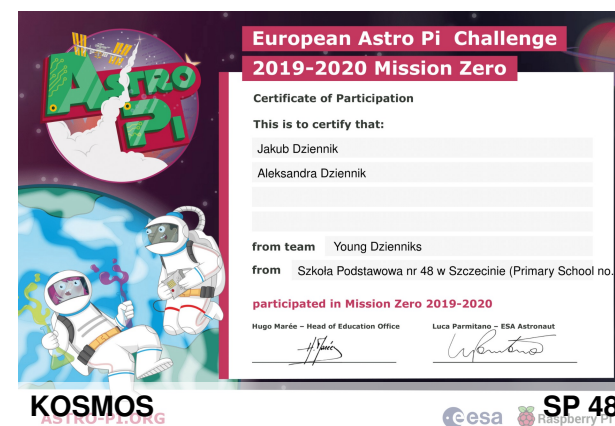 ASTRO
PI
European Astro Pi Challenge
2019-2020 Mission Zero
Certificate of Participation
This is to certify that:
Jakub Dziennik
Aleksandra Dziennik
from team Young Dzienniks
from Szkoła Podstawowa nr 48 w Szczecinie (Primary School no.
participated in Mission Zero 2019-2020
Hugo Marée – Head of Education Office
Luca Parmitano – ESA Astronaut
KOSMOS
ASTRO-PI.ORG
esa
Raspberry Pi
SP 48